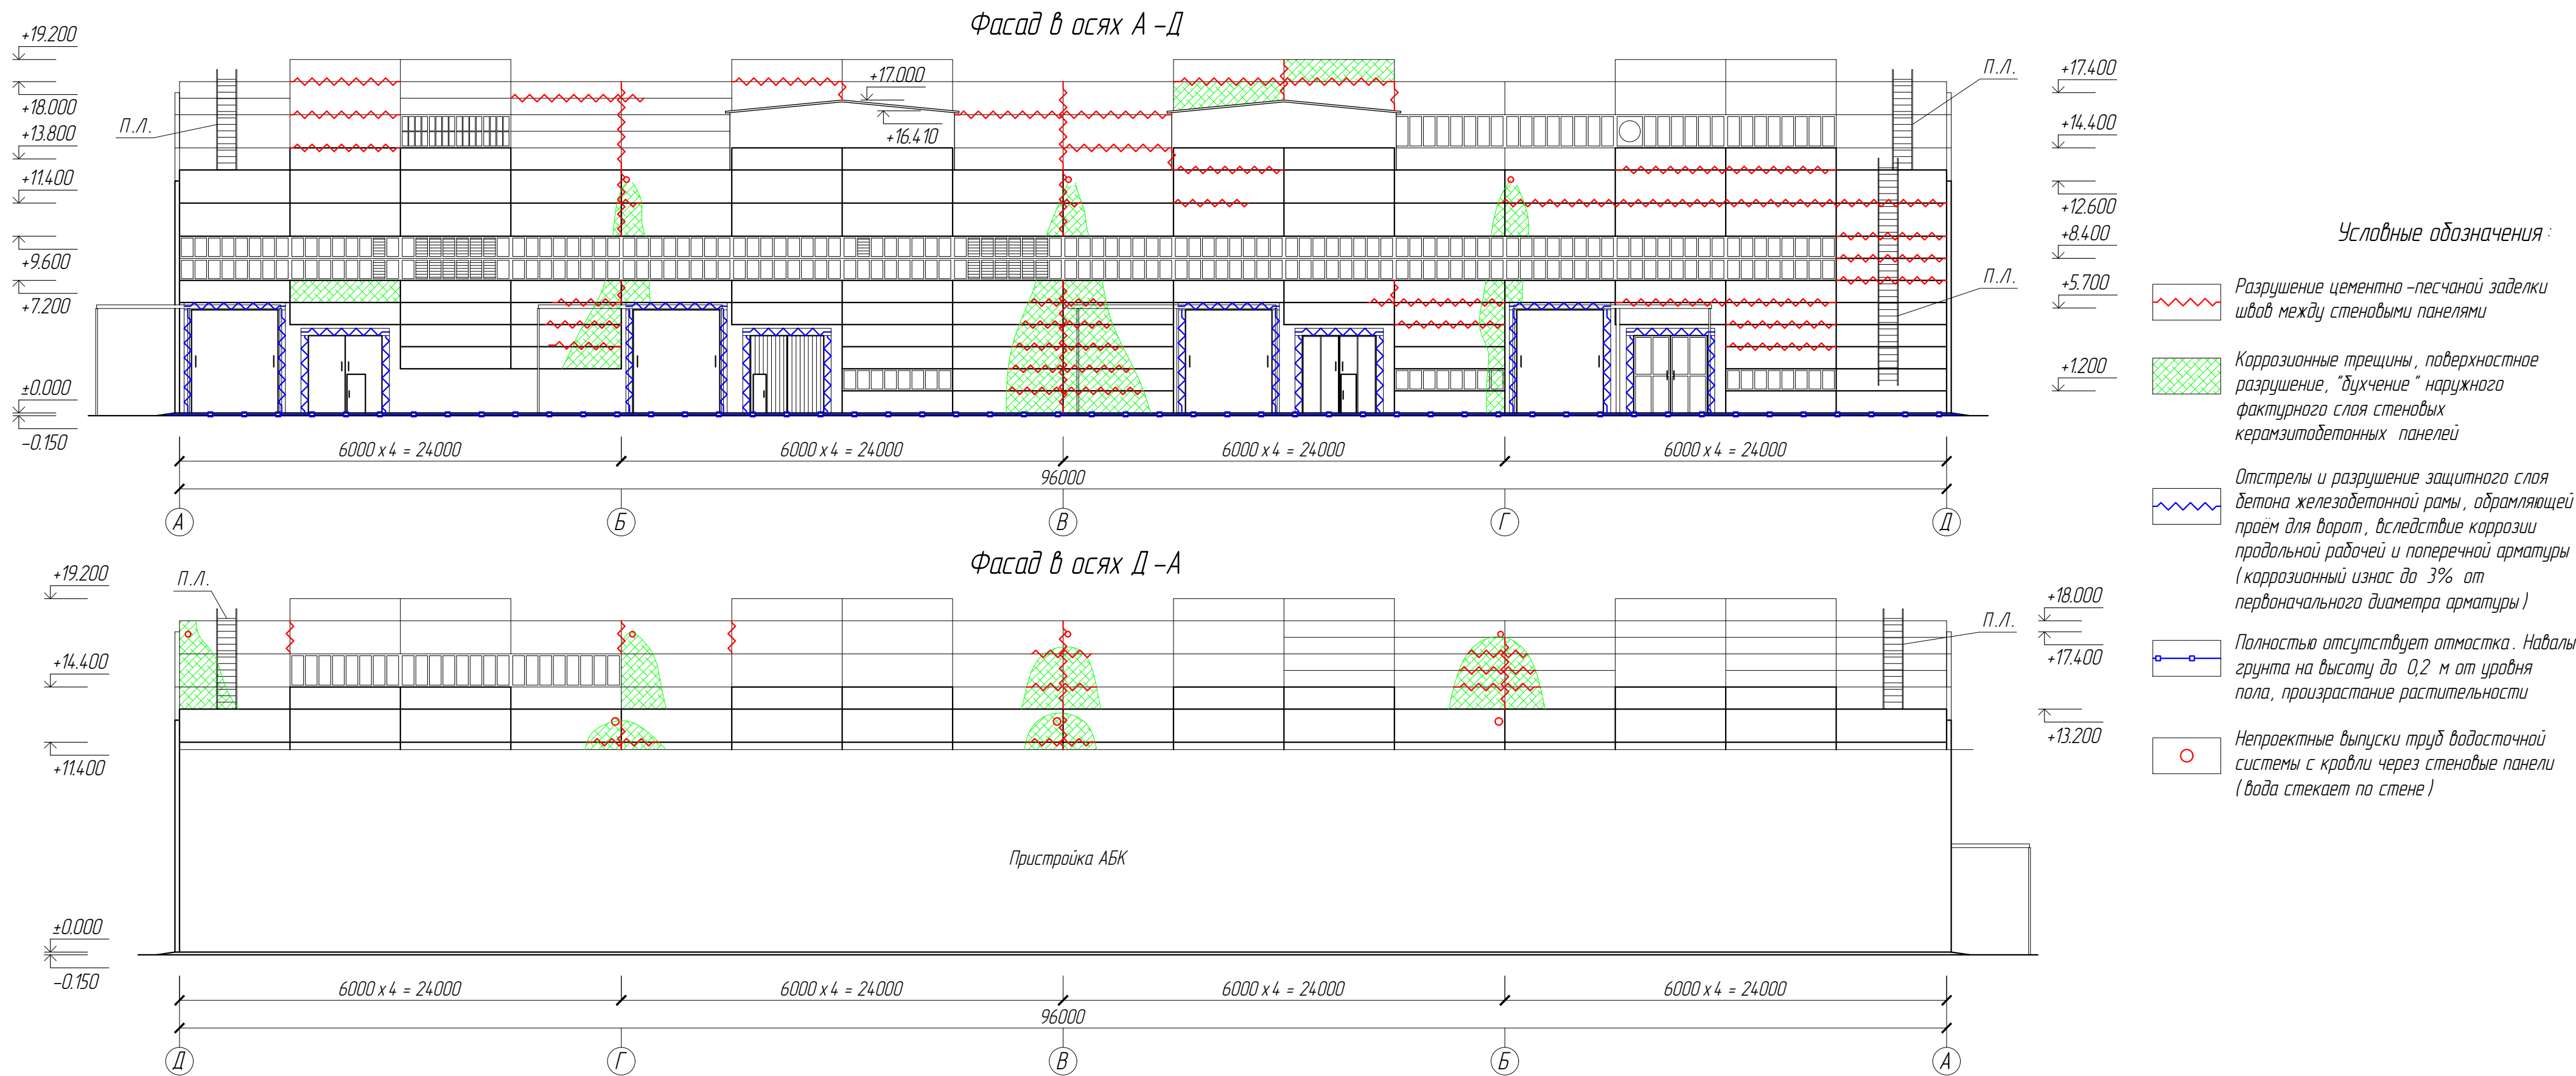 Фасад в осях А-Д
+19.200
+18.000
+13.800
+11.400
+9.600
+7.200
±0.000
-0.150
П.Л.
+17.000
+16.410
П.Л.
П.Л.
+17.400
+14.400
+12.600
+8.400
+5.700
+1.200
6000 х 4 = 24000
6000 х 4 = 24000
6000 х 4 = 24000
6000 х 4 = 24000
96000
А
Б
В
Г
Д
Фасад в осях Д-А
+19.200
+14.400
+11.400
±0.000
-0.150
П.Л.
П.Л.
+18.000
+17.400
+13.200
Пристройка АБК
6000 х 4 = 24000
6000 х 4 = 24000
6000 х 4 = 24000
6000 х 4 = 24000
96000
Д
Г
В
Б
А
Условные обозначения:
Разрушение цементно-песчаной заделки
швов между стеновыми панелями
Коррозионные трещины, поверхностное
разрушение, "бухчение" наружного
фактурного слоя стеновых
керамзитобетонных панелей
Отстрелы и разрушение защитного слоя
бетона железобетонной рамы, обрамляющей
проём для ворот, вследствие коррозии
продольной рабочей и поперечной арматуры
(коррозионный износ до 3% от
первоначального диаметра арматуры)
Полностью отсутствует отмостка. Навалы
грунта на высоту до 0,2 м от уровня
пола, произрастание растительности
Непроектные выпуски труб водосточной
системы с кровли через стеновые панели
(вода стекает по стене)